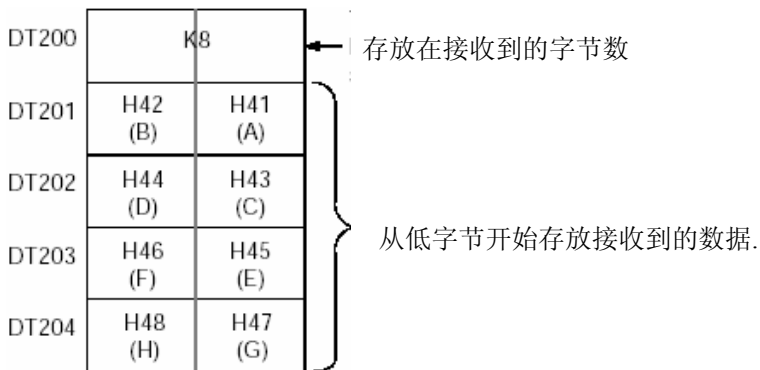 DT200 K8 存放在接收到的字节数
DT201 H42 H41
(B) (A)
DT202 H44 H43
(D) (C)
从低字节开始存放接收到的数据.
DT203 H46 H45
(F) (E)
DT204 H48 H47
(H) (G)